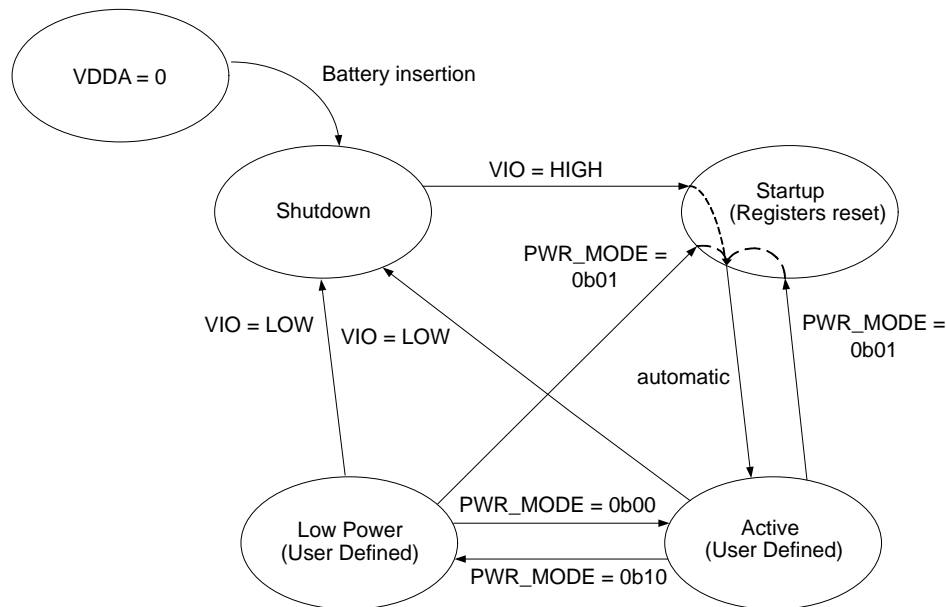 VDDA = 0
Battery insertion
Shutdown
VIO = HIGH
Startup
(Registers reset)
PWR_MODE =
0b01
VIO = LOW
VIO = LOW
PWR_MODE =
0b01
automatic
Low Power
(User Defined)
PWR_MODE = 0b00
PWR_MODE = 0b10
Active
(User Defined)